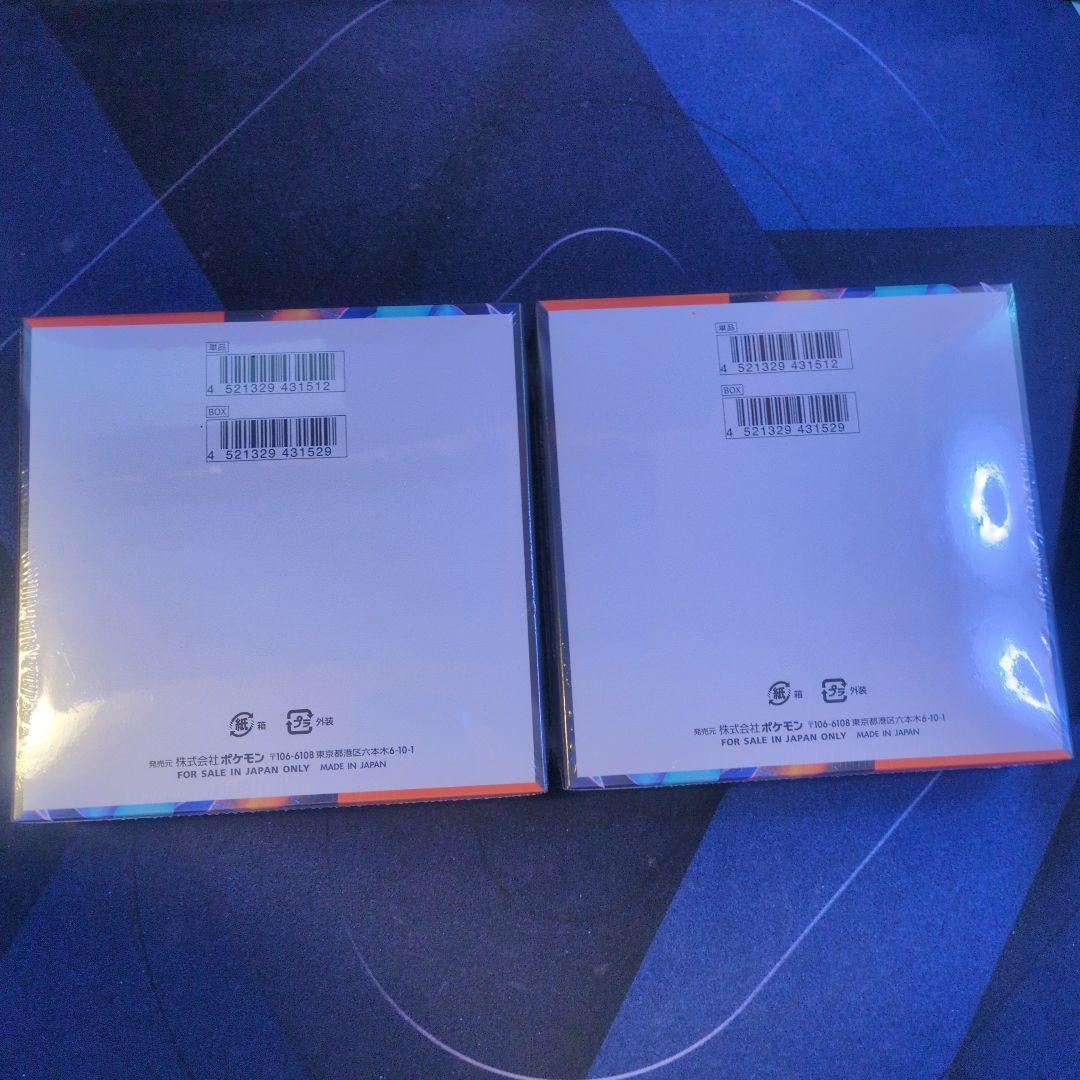 単品
4 521329 431512
BOX
4 521329 431529
紙 箱 プラ 外装
発売元 株式会社ポケモン 〒106-6108 東京都港区六本木6-10-1
FOR SALE IN JAPAN ONLY MADE IN JAPAN
単品
4 521329 431512
BOX
4 521329 431529
紙 箱 プラ 外装
発売元 株式会社ポケモン 〒106-6108 東京都港区六本木6-10-1
FOR SALE IN JAPAN ONLY MADE IN JAPAN